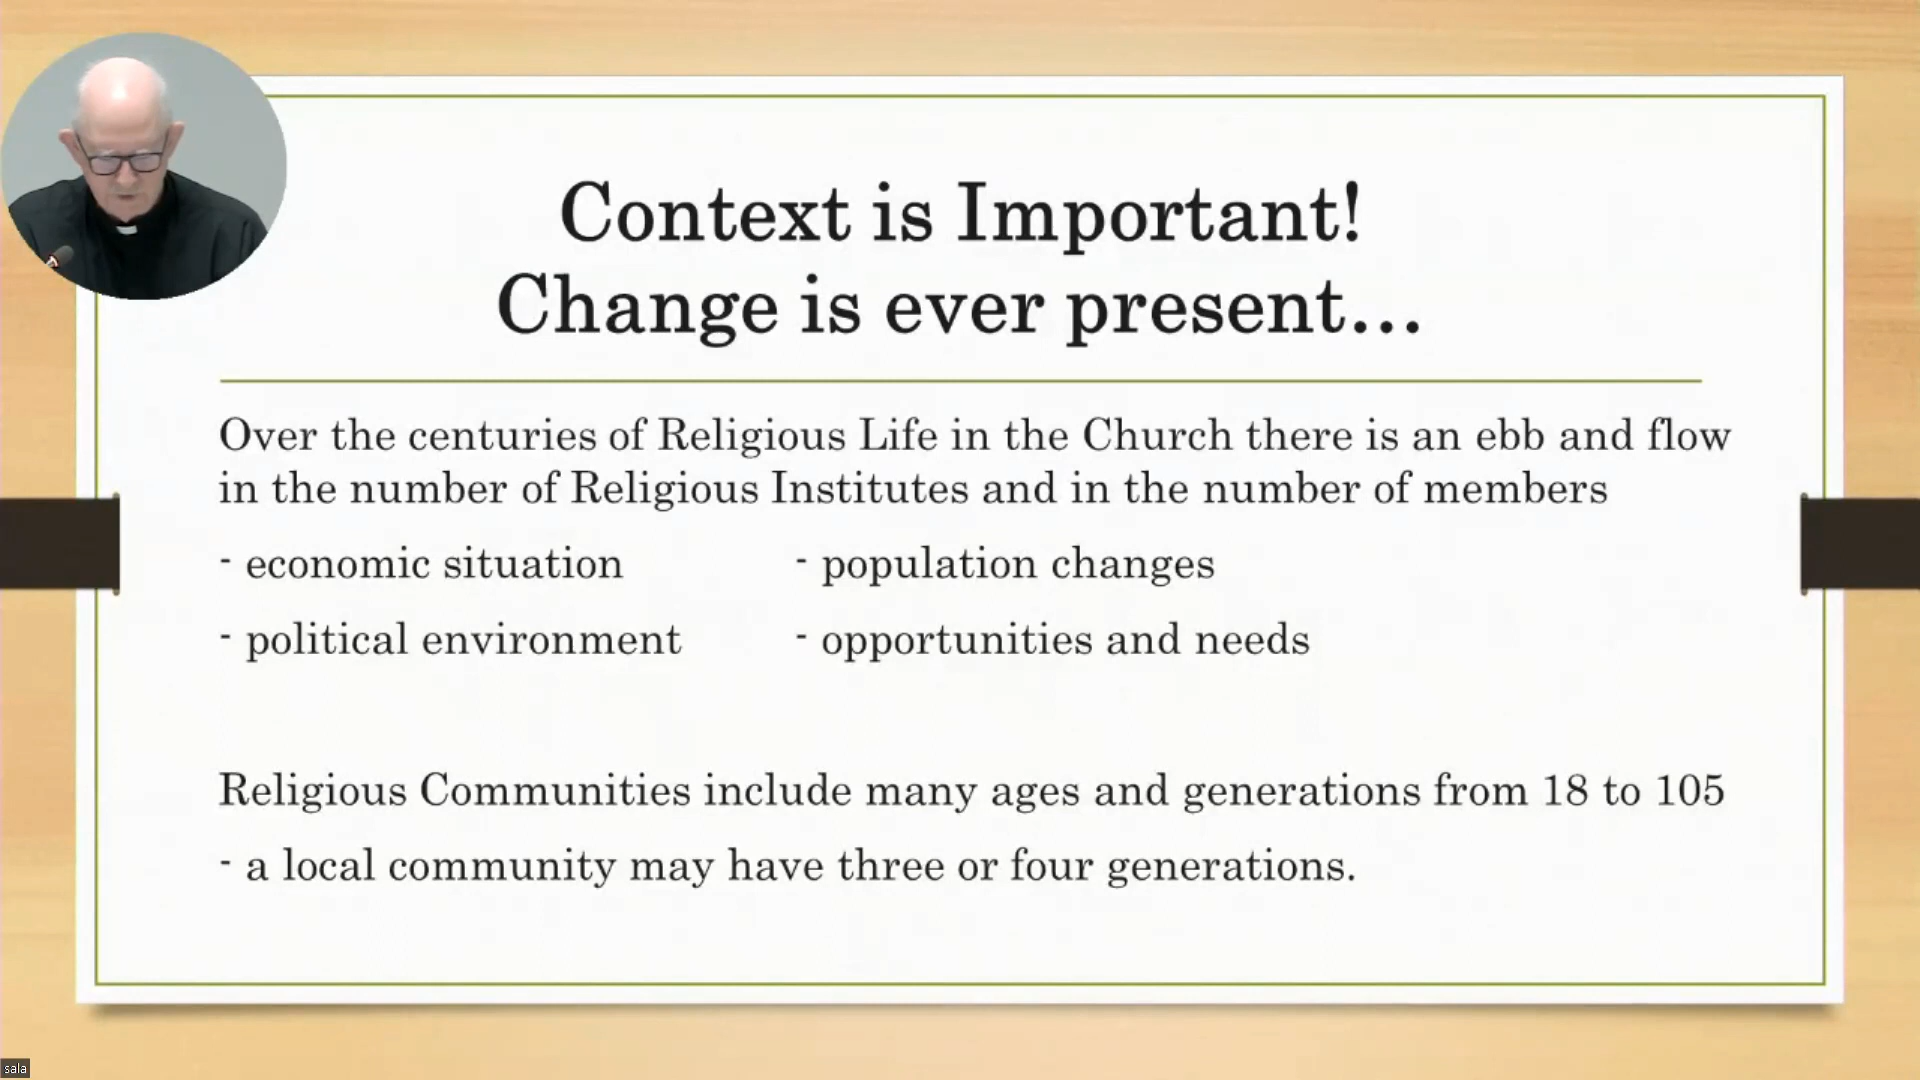 Context is Important!
Change is ever present...
Over the centuries of Religious Life in the Church there is an ebb and flow
in the number of Religious Institutes and in the number of members
- economic situation - population changes
- political environment - opportunities and needs
Religious Communities include many ages and generations from 18 to 105
- a local community may have three or four generations.
sala